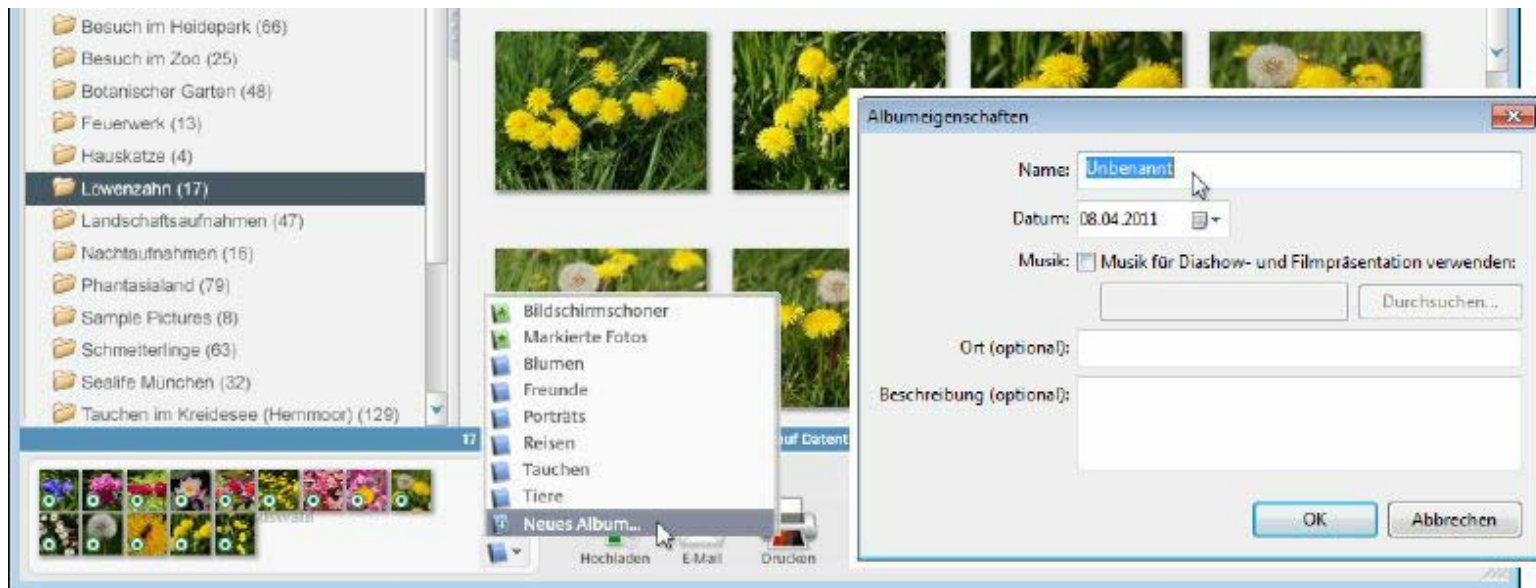 Besuch im Heidepark (66)
Besuch im Zoo (25)
Botanischer Garten (48)
Feuerwerk (13)
Hauskatze (4)
Löwenzahn (17)
Landschaftsaufnahmen (47)
Nachtaufnahmen (16)
Phantasialand (79)
Sample Pictures (8)
Schmetterlinge (63)
Sealife München (32)
Tauchen im Kreidesee (Hemmoor) (129)
17
auf Datent
Bildschirmschoner
Markierte Fotos
Blumen
Freunde
Porträts
Reisen
Tauchen
Tiere
Neues Album...
Hochladen
E-Mail
Drucken
Albumeigenschaften
Name: Unbenannt
Datum: 08.04.2011
Musik: Musik für Diashow- und Filmpräsentation verwenden:
Durchsuchen...
Ort (optional):
Beschreibung (optional):
OK
Abbrechen